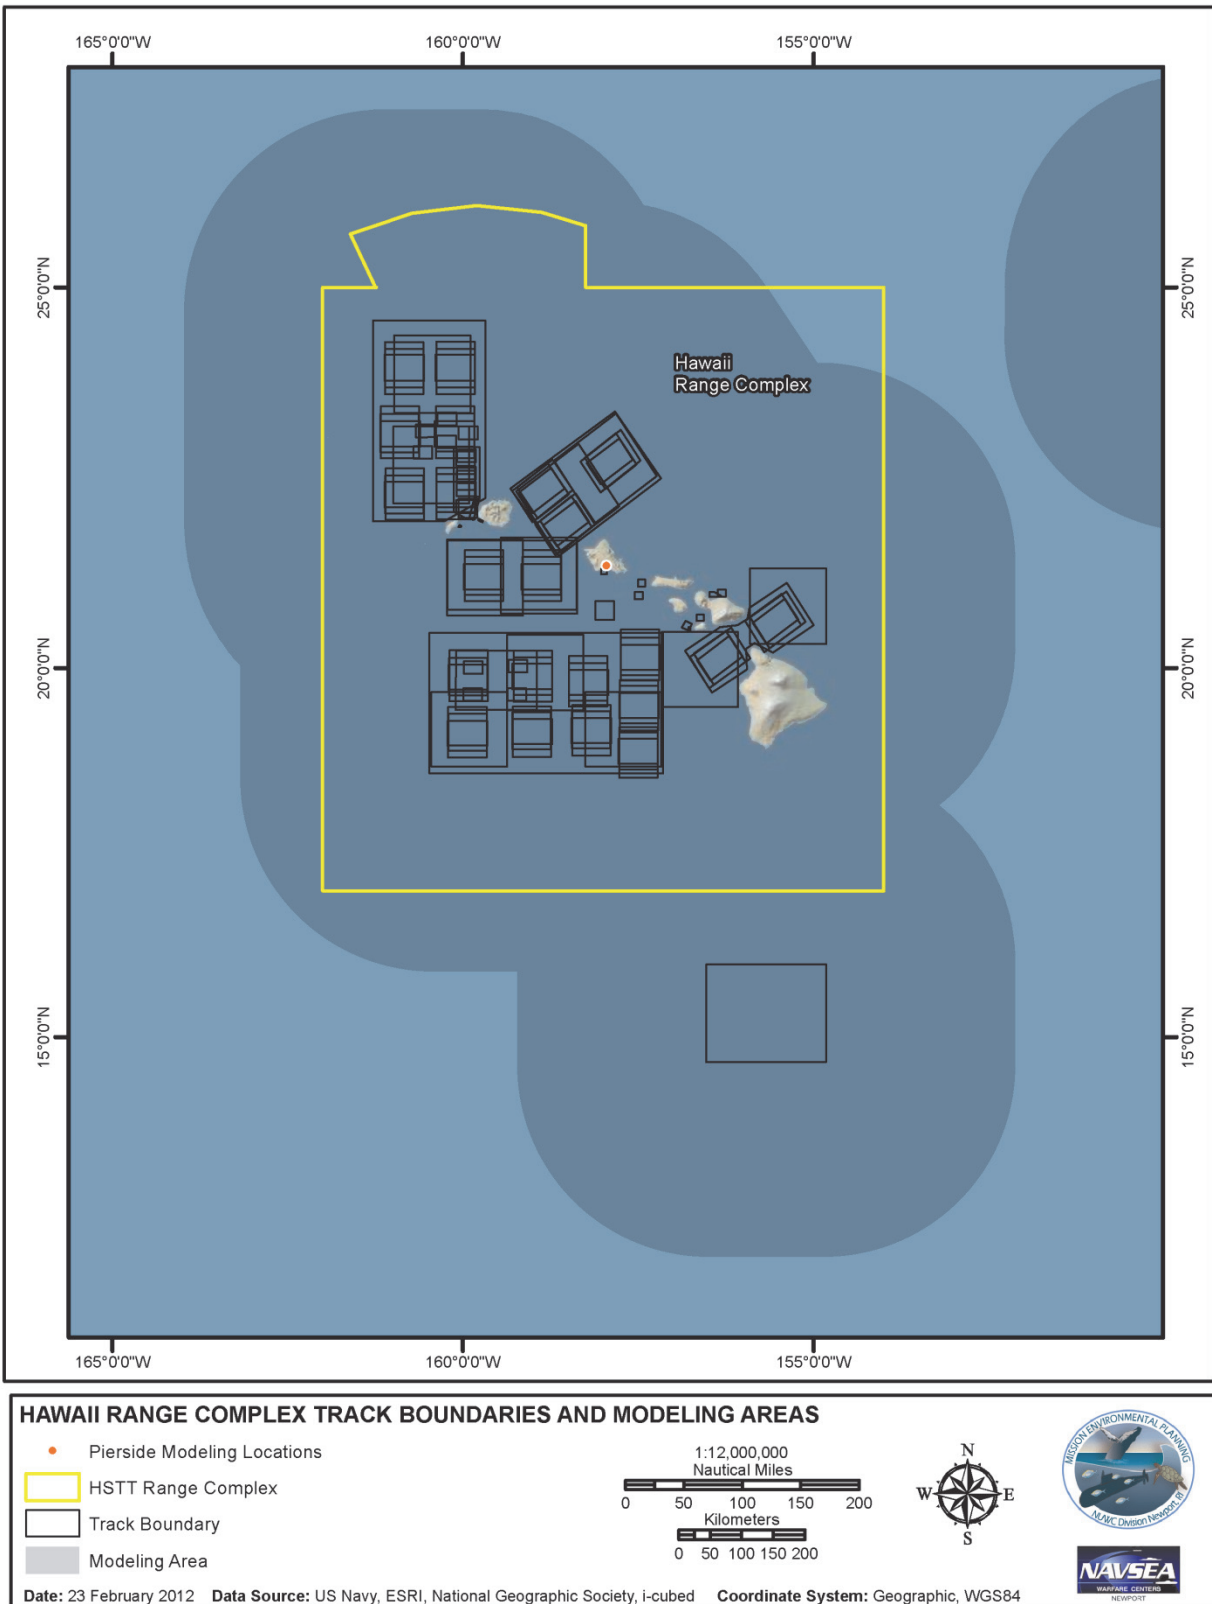 165°0'0"W 160°0'0"W 155°0'0"W
25°0'0"N 25°0'0"N
Hawaii
Range Complex
20°0'0"N 20°0'0"N
15°0'0"N 15°0'0"N
165°0'0"W 160°0'0"W 155°0'0"W
HAWAII RANGE COMPLEX TRACK BOUNDARIES AND MODELING AREAS
Pierside Modeling Locations
HSTT Range Complex
Track Boundary
Modeling Area
1:12,000,000
Nautical Miles
0 50 100 150 200
Kilometers
0 50 100 150 200
N
W E
S
MISSION ENVIRONMENTAL PLANNING
NUWC Division Newport, RI
NAVSEA
WARFARE CENTERS
NEWPORT
Date: 23 February 2012 Data Source: US Navy, ESRI, National Geographic Society, i-cubed Coordinate System: Geographic, WGS84